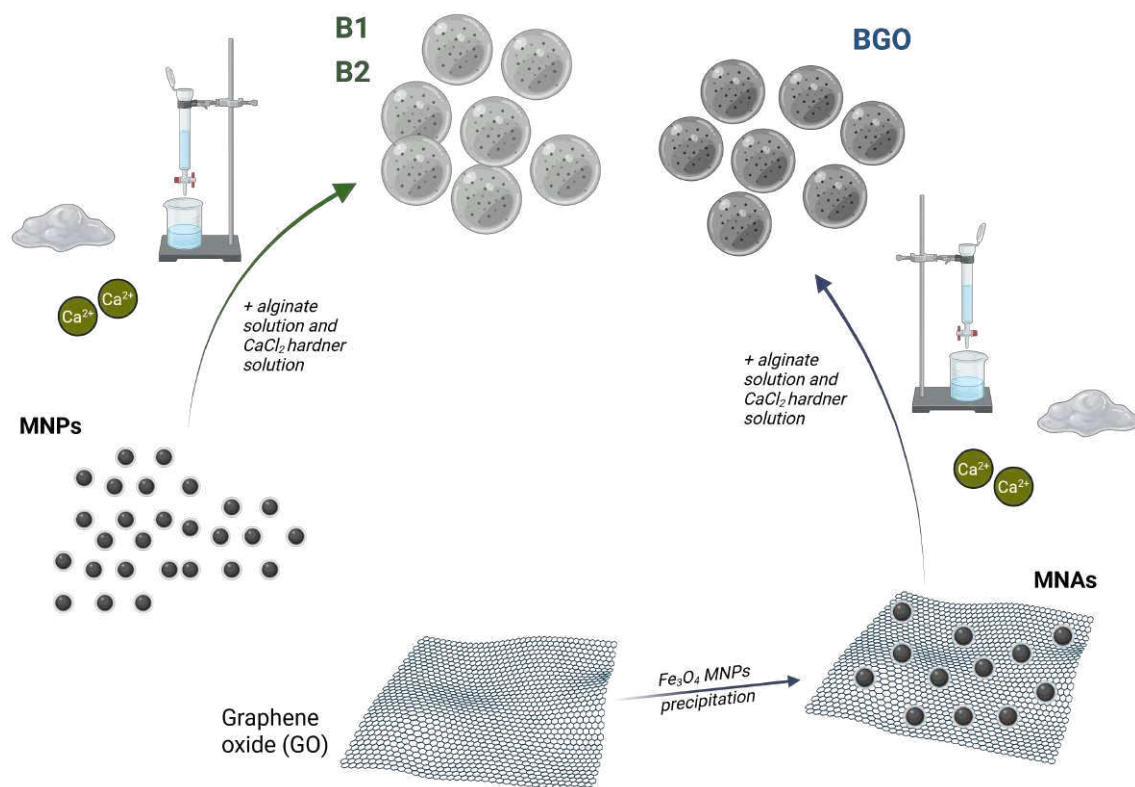 B1
B2
BGO
Ca²⁺
Ca²⁺
+ alginate
solution and
CaCl₂ hardner
solution
+ alginate
solution and
CaCl₂ hardner
solution
MNPs
Ca²⁺
Ca²⁺
MNAs
Fe₃O₄ MNPs
precipitation
Graphene
oxide (GO)